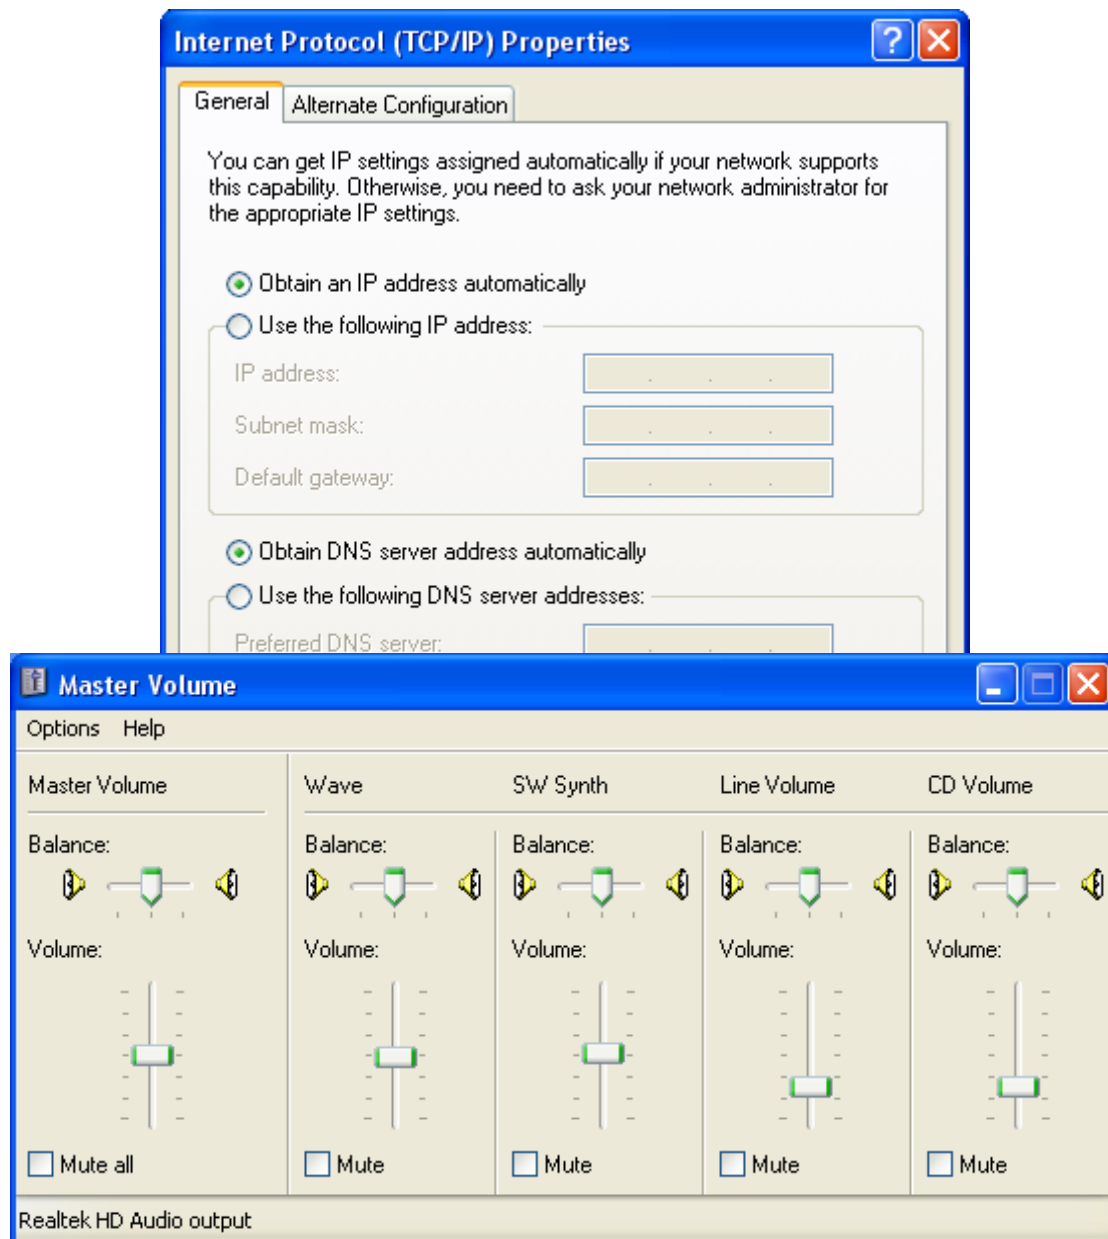 Internet Protocol (TCP/IP) Properties
General
Alternate Configuration
You can get IP settings assigned automatically if your network supports
this capability. Otherwise, you need to ask your network administrator for
the appropriate IP settings.
Obtain an IP address automatically
Use the following IP address:
IP address:
Subnet mask:
Default gateway:
Obtain DNS server address automatically
Use the following DNS server addresses:
Preferred DNS server:
Master Volume
Options Help
Master Volume Wave SW Synth Line Volume CD Volume
Balance: Balance: Balance: Balance: Balance:
Volume: Volume: Volume: Volume: Volume:
Mute all Mute Mute Mute Mute
Realtek HD Audio output